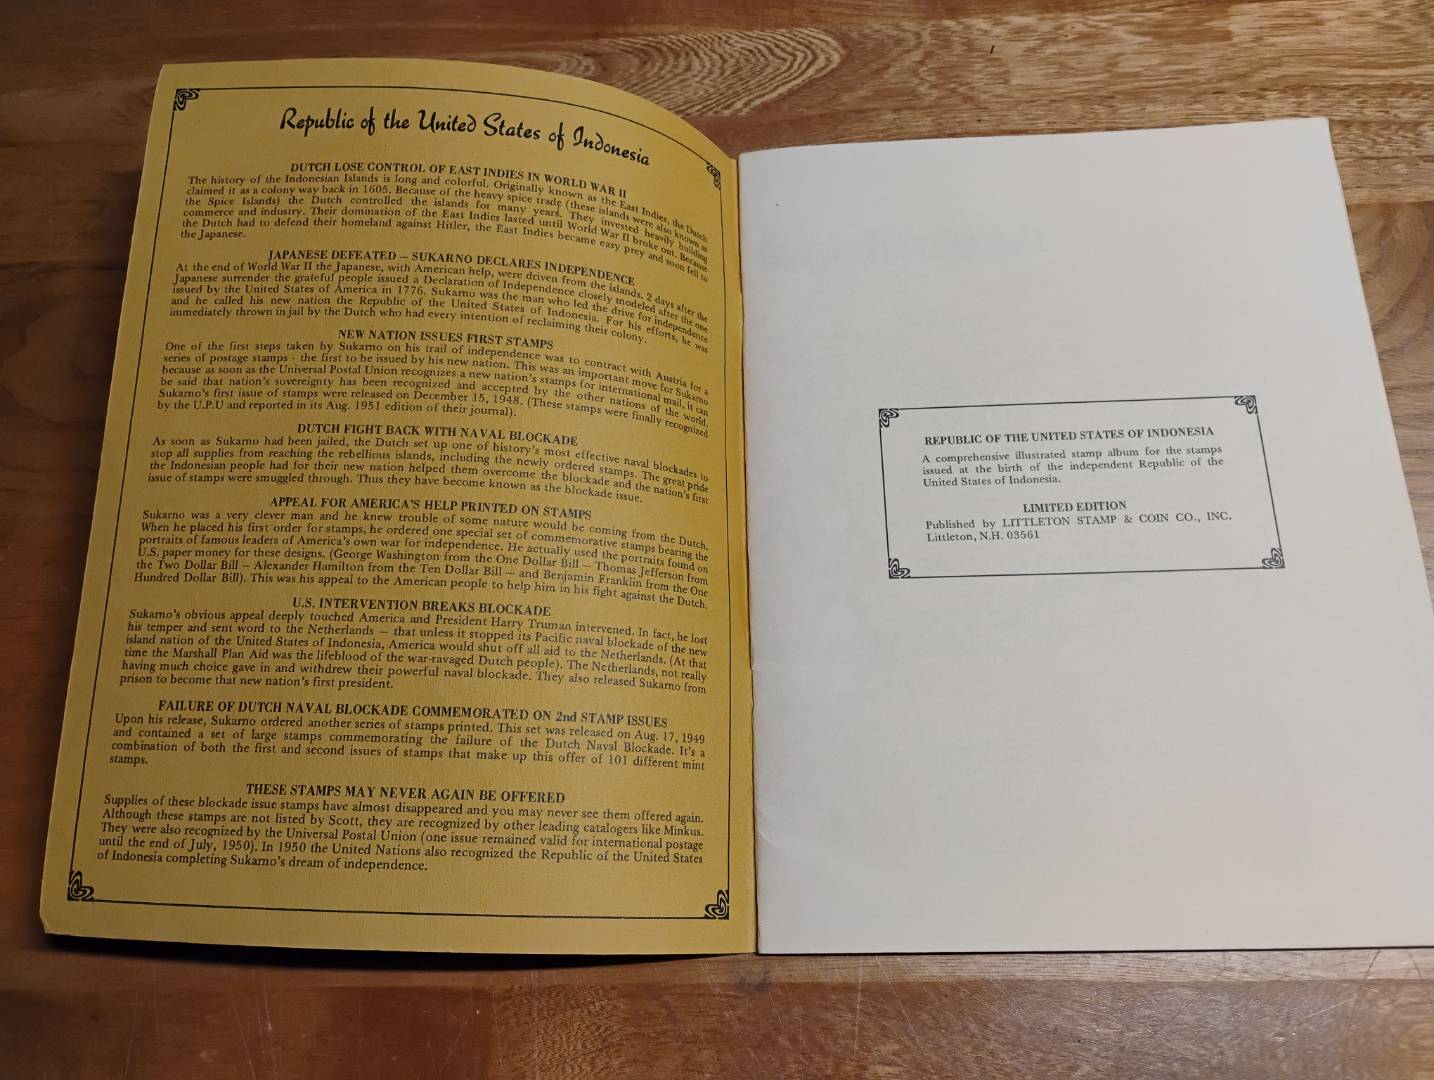 Republic of the United States of Indonesia
DUTCH LOSE CONTROL OF EAST INDIES IN WORLD WAR II
The history of the Indonesian Islands is long and colorful. Originally known as the East Indies, the Dutch
claimed it as a colony way back in 1605. Because of the heavy spice trade (these islands were also known as
the Spice Islands) the Dutch controlled the islands for many years. They invested heavily building
commerce and industry. Their domination of the East Indies lasted until World War II broke out. Because
the Dutch had to defend their homeland against Hitler, the East Indies became easy prey and soon fell to
the Japanese.
JAPANESE DEFEATED – SUKARNO DECLARES INDEPENDENCE
At the end of World War II the Japanese, with American help, were driven from the islands. 2 days after the
Japanese surrender the grateful people issued a Declaration of Independence closely modeled after the one
issued by the United States of America in 1776. Sukarno was the man who led the drive for independence
and he called his new nation the Republic of the United States of Indonesia. For his efforts, he was
immediately thrown in jail by the Dutch who had every intention of reclaiming their colony.
NEW NATION ISSUES FIRST STAMPS
One of the first steps taken by Sukarno on his trail of independence was to contract with Austria for a
series of postage stamps - the first to be issued by his new nation. This was an important move for Sukarno
because as soon as the Universal Postal Union recognizes a new nation's stamps for international mail, it can
be said that nation's sovereignty has been recognized and accepted by the other nations of the world.
Sukarno's first issue of stamps were released on December 15, 1948. (These stamps were finally recognized
by the U.P.U and reported in its Aug. 1951 edition of their journal).
DUTCH FIGHT BACK WITH NAVAL BLOCKADE
As soon as Sukarno had been jailed, the Dutch set up one of history's most effective naval blockades to
stop all supplies from reaching the rebellious islands, including the newly ordered stamps. The great pride
the Indonesian people had for their new nation helped them overcome the blockade and the nation's first
issue of stamps were smuggled through. Thus they have become known as the blockade issue.
APPEAL FOR AMERICA'S HELP PRINTED ON STAMPS
Sukarno was a very clever man and he knew trouble of some nature would be coming from the Dutch.
When he placed his first order for stamps, he ordered one special set of commemorative stamps bearing the
portraits of famous leaders of America's own war for independence. He actually used the portraits found on
U.S. paper money for these designs. (George Washington from the One Dollar Bill – Thomas Jefferson from
the Two Dollar Bill – Alexander Hamilton from the Ten Dollar Bill – and Benjamin Franklin from the One
Hundred Dollar Bill). This was his appeal to the American people to help him in his fight against the Dutch.
U.S. INTERVENTION BREAKS BLOCKADE
Sukarno's obvious appeal deeply touched America and President Harry Truman intervened. In fact, he lost
his temper and sent word to the Netherlands – that unless it stopped its Pacific naval blockade of the new
island nation of the United States of Indonesia, America would shut off all aid to the Netherlands. (At that
time the Marshall Plan Aid was the lifeblood of the war-ravaged Dutch people). The Netherlands, not really
having much choice gave in and withdrew their powerful naval blockade. They also released Sukarno from
prison to become that new nation's first president.
FAILURE OF DUTCH NAVAL BLOCKADE COMMEMORATED ON 2nd STAMP ISSUES
Upon his release, Sukarno ordered another series of stamps printed. This set was released on Aug. 17, 1949
and contained a set of large stamps commemorating the failure of the Dutch Naval Blockade. It's a
combination of both the first and second issues of stamps that make up this offer of 101 different mint
stamps.
THESE STAMPS MAY NEVER AGAIN BE OFFERED
Supplies of these blockade issue stamps have almost disappeared and you may never see them offered again.
Although these stamps are not listed by Scott, they are recognized by other leading catalogers like Minkus.
They were also recognized by the Universal Postal Union (one issue remained valid for international postage
until the end of July, 1950). In 1950 the United Nations also recognized the Republic of the United States
of Indonesia completing Sukarno's dream of independence.
REPUBLIC OF THE UNITED STATES OF INDONESIA
A comprehensive illustrated stamp album for the stamps
issued at the birth of the independent Republic of the
United States of Indonesia.
LIMITED EDITION
Published by LITTLETON STAMP & COIN CO., INC.
Littleton, N.H. 03561